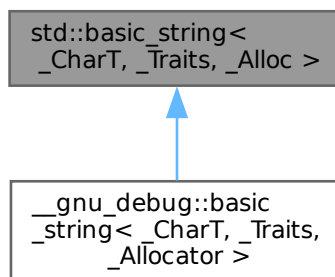 std::basic_string<
_CharT, _Traits, _Alloc >
__gnu_debug::basic
_string< _CharT, _Traits,
_Allocator >